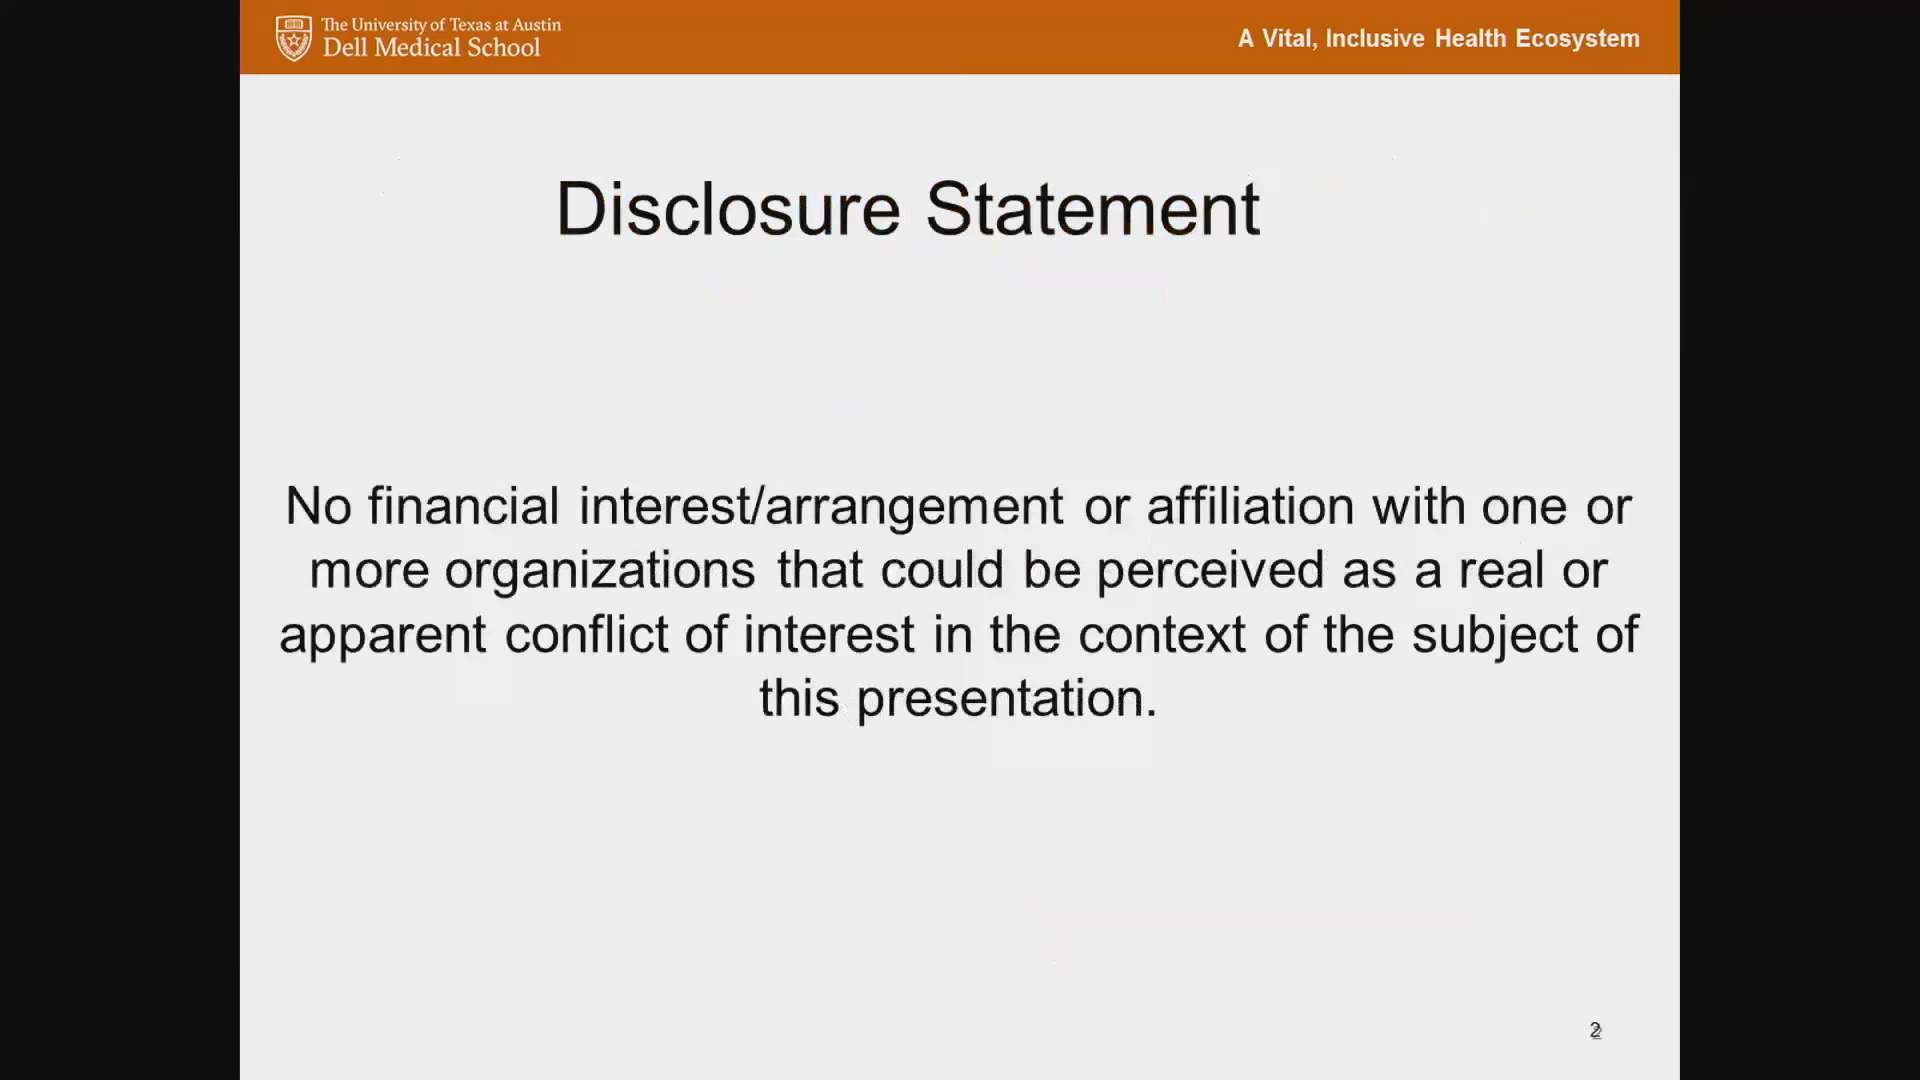 The University of Texas at Austin
Dell Medical School
A Vital, Inclusive Health Ecosystem
Disclosure Statement
No financial interest/arrangement or affiliation with one or
more organizations that could be perceived as a real or
apparent conflict of interest in the context of the subject of
this presentation.
2